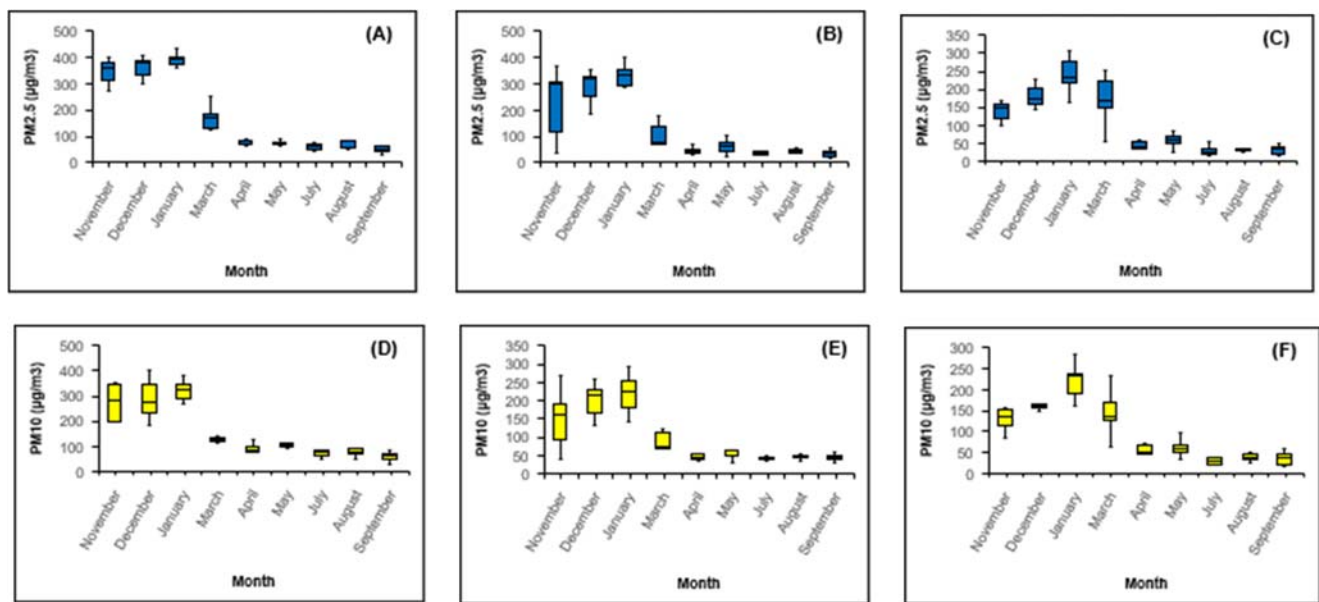 (A)
PM2.5 (µg/m3)
500
400
300
200
100
0
November
December
January
March
April
May
July
August
September
Month
(B)
PM2.5 (µg/m3)
500
400
300
200
100
0
November
December
January
March
April
May
July
August
September
Month
(C)
PM2.5 (µg/m3)
350
300
250
200
150
100
50
0
November
December
January
March
April
May
July
August
September
Month
(D)
PM10 (µg/m3)
500
400
300
200
100
0
November
December
January
March
April
May
July
August
September
Month
(E)
PM10 (µg/m3)
350
300
250
200
150
100
50
0
November
December
January
March
April
May
July
August
September
Month
(F)
PM10 (µg/m3)
300
250
200
150
100
50
0
November
December
January
March
April
May
July
August
September
Month